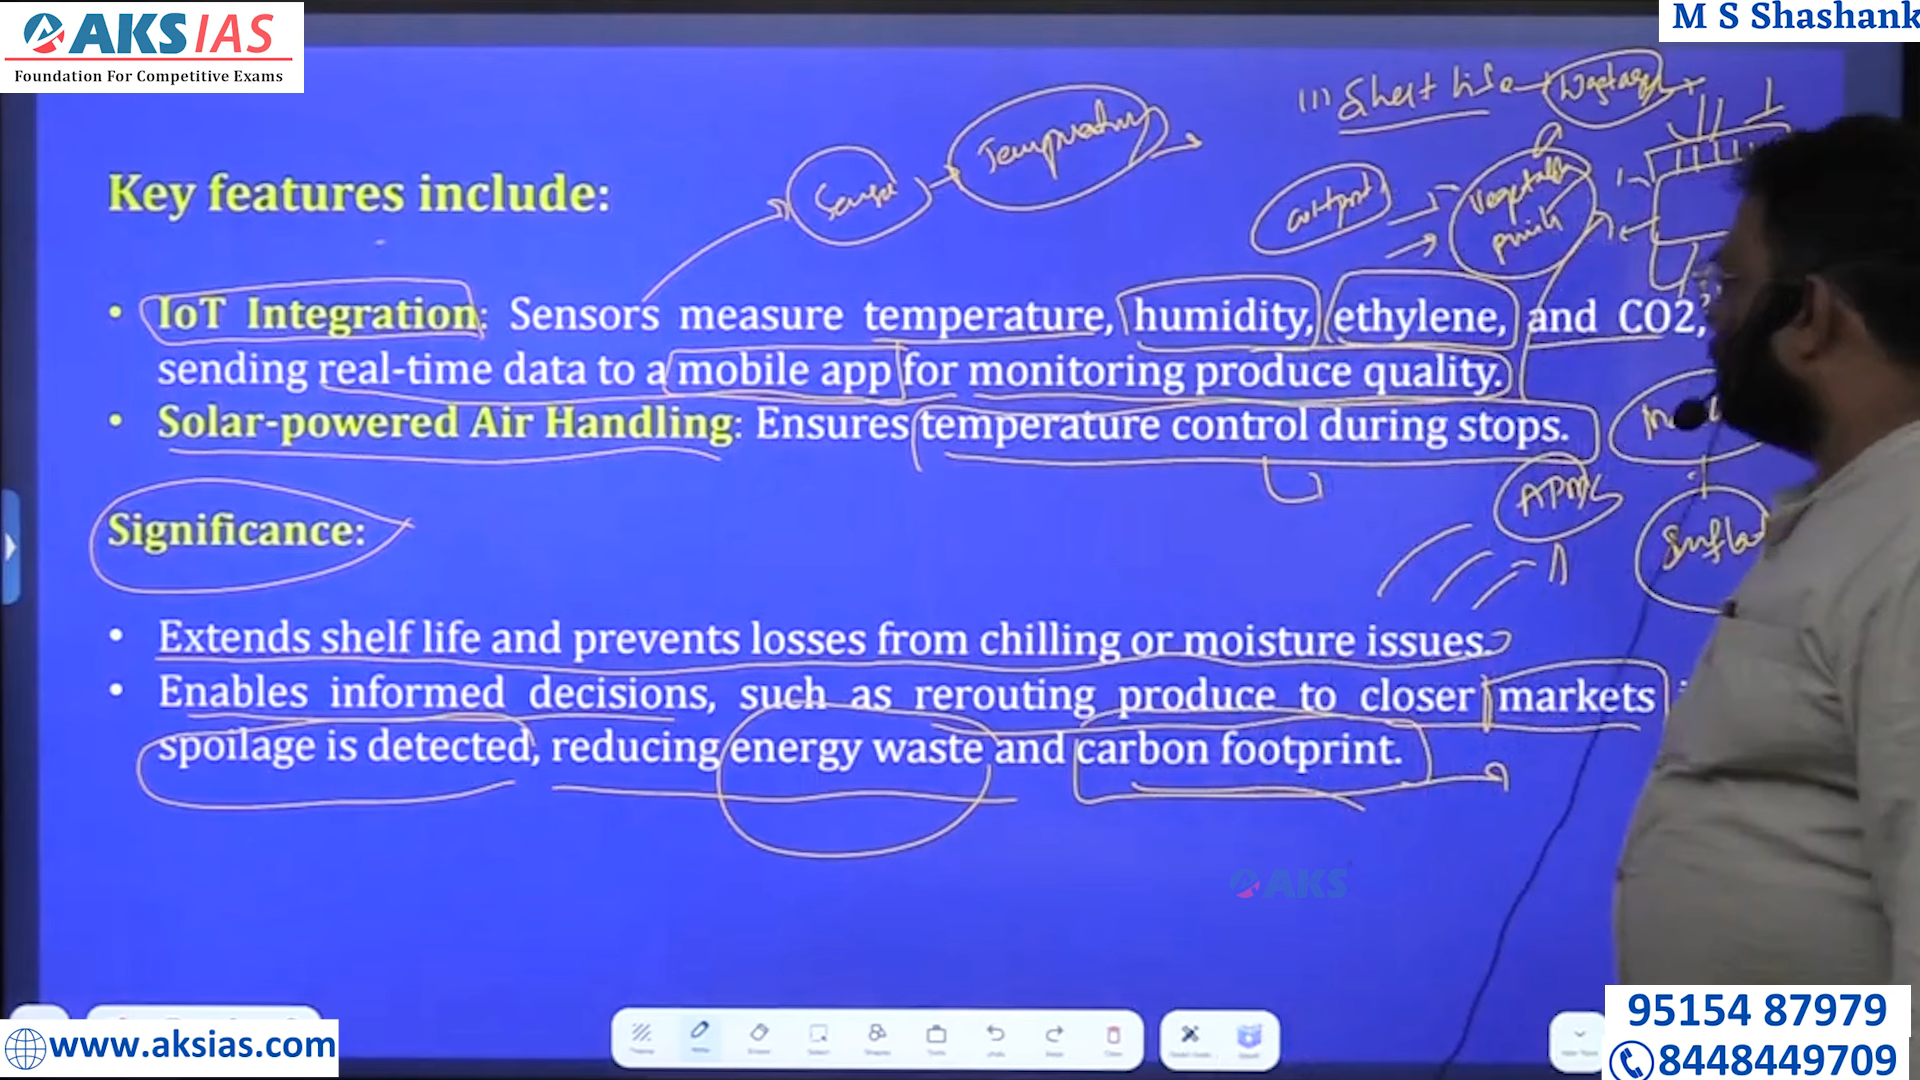 AKS IAS
Foundation For Competitive Exams
M S Shashank
(1) Shelf life
Sensor
Key features include:
• IoT Integration: Sensors measure temperature, humidity, ethylene, and CO2,
sending real-time data to a mobile app for monitoring produce quality.
• Solar-powered Air Handling: Ensures temperature control during stops.
APMC
Significance:
• Extends shelf life and prevents losses from chilling or moisture issues.
• Enables informed decisions, such as rerouting produce to closer markets
spoilage is detected, reducing energy waste and carbon footprint.
AKS
www.aksias.com
95154 87979
8448449709